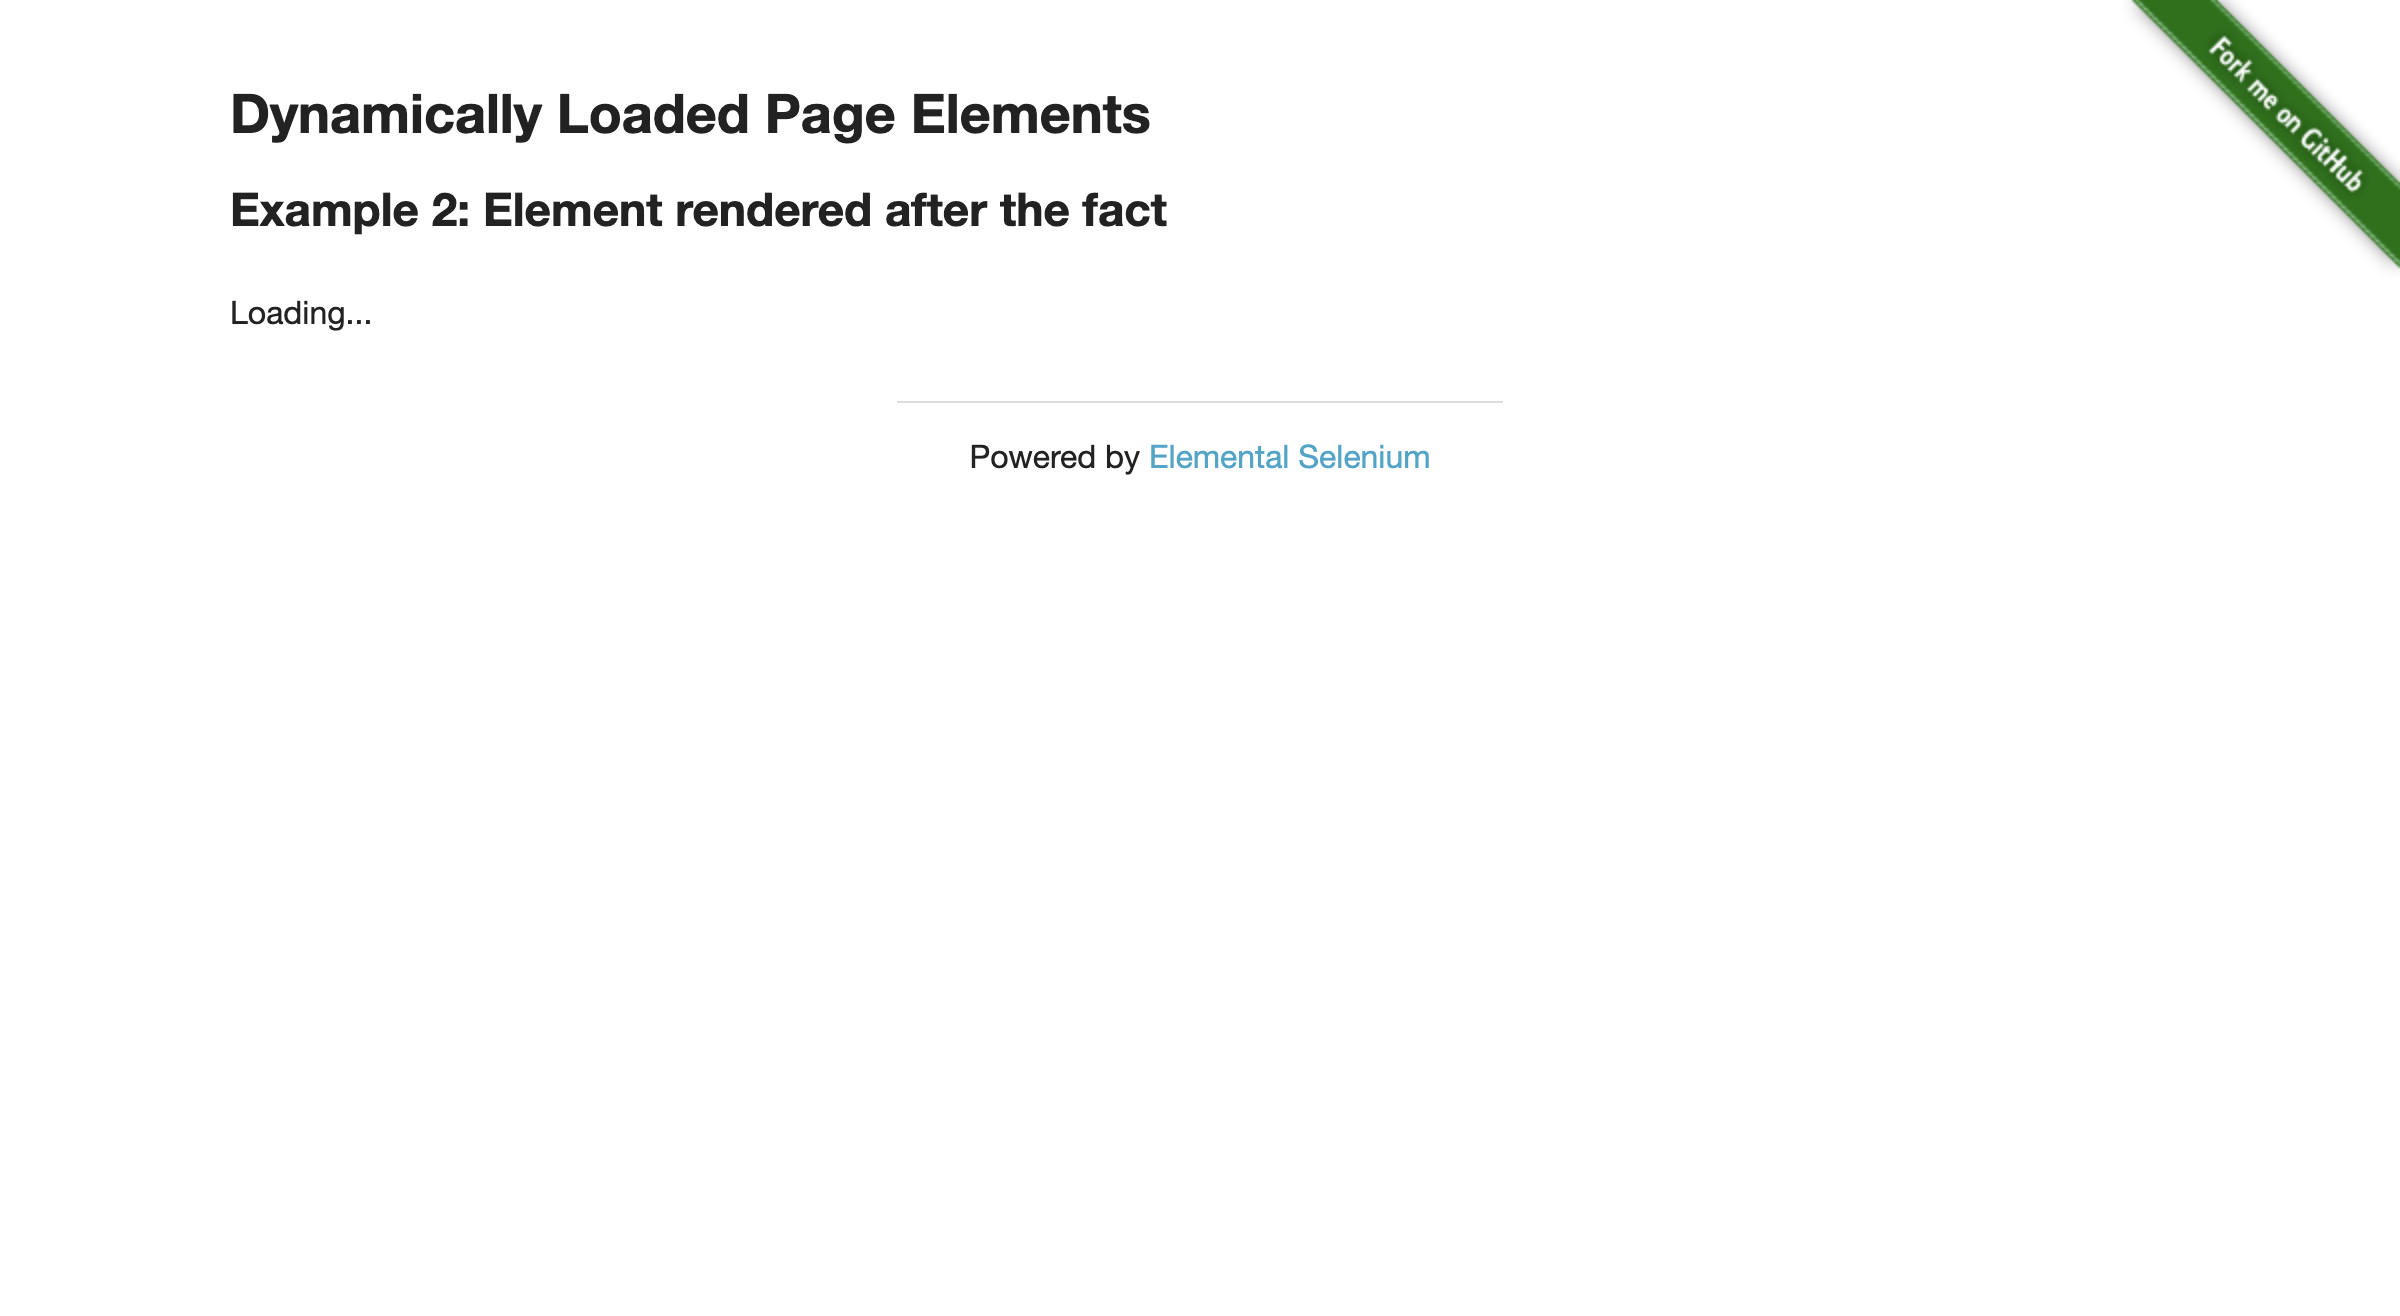 Fork me on GitHub
Dynamically Loaded Page Elements
Example 2: Element rendered after the fact
Loading...
Powered by Elemental Selenium